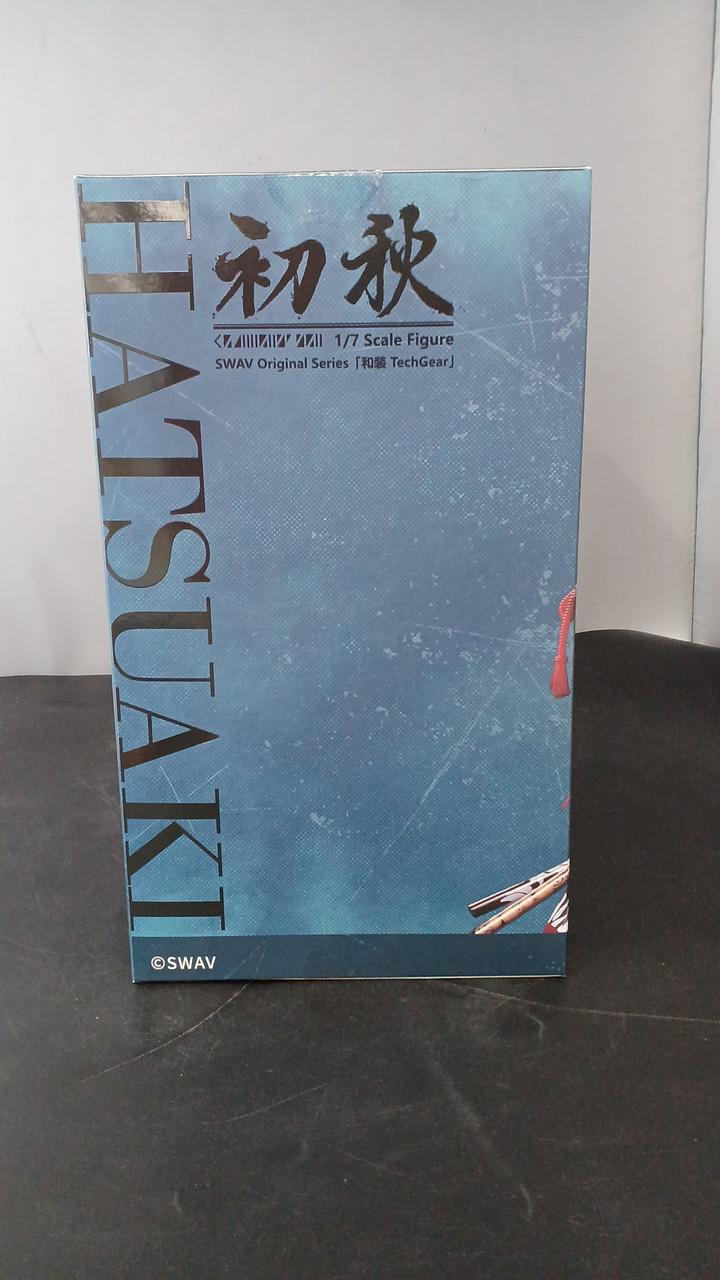 HATSUAKI
初秋
1/7 Scale Figure
SWAV Original Series「和装 TechGear」
©SWAV